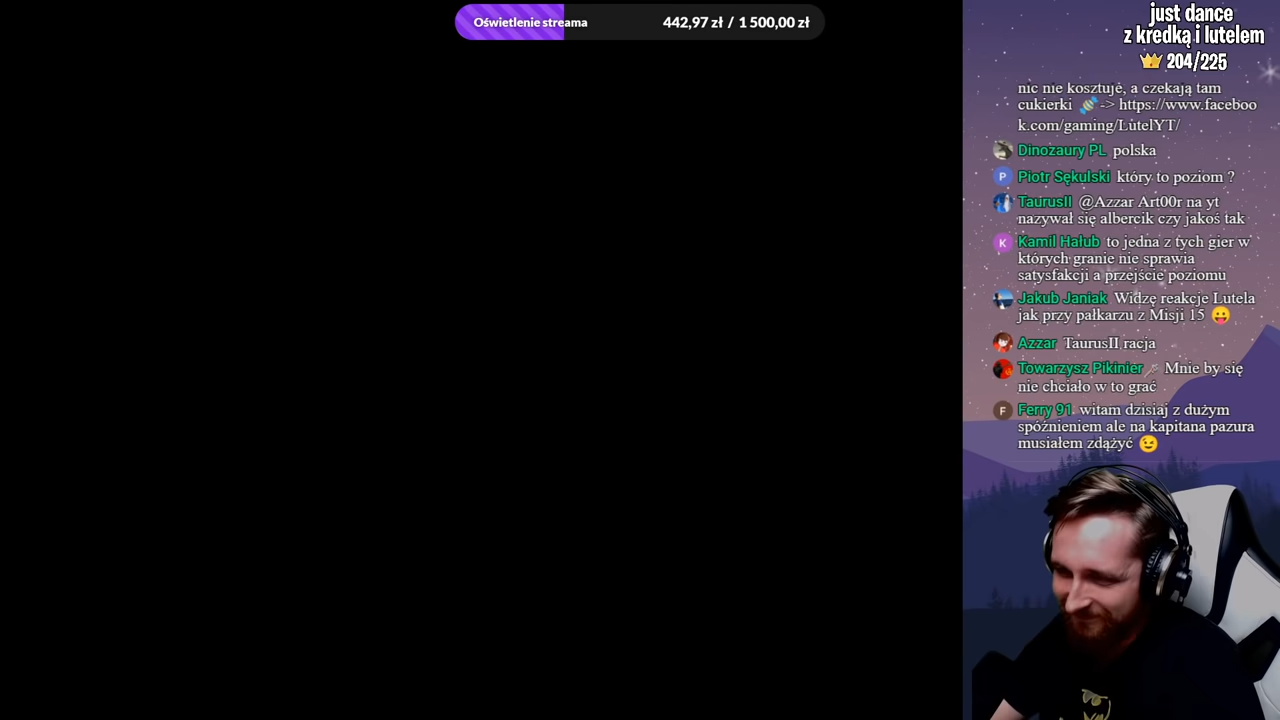 Oświetlenie streama 442,97 zł / 1 500,00 zł
just dance
z kredką i lutelem
204/225
nic nie kosztuje, a czekają tam
cukierki 🍬 -> https://www.faceboo
k.com/gaming/LutelYT/
Dinozaury PL polska
P Piotr Sękulski który to poziom ?
TaurusII @Azzar Art00r na yt
nazywał się albercik czy jakoś tak
K Kamil Hałub to jedna z tych gier w
których granie nie sprawia
satysfakcji a przejście poziomu
Jakub Janiak Widzę reakcje Lutela
jak przy pałkarzu z Misji 15 😛
Azzar TaurusII racja
Towarzysz Pikinier Mnie by się
nie chciało w to grać
F Ferry 91 witam dzisiaj z dużym
spóźnieniem ale na kapitana pazura
musiałem zdążyć 😉